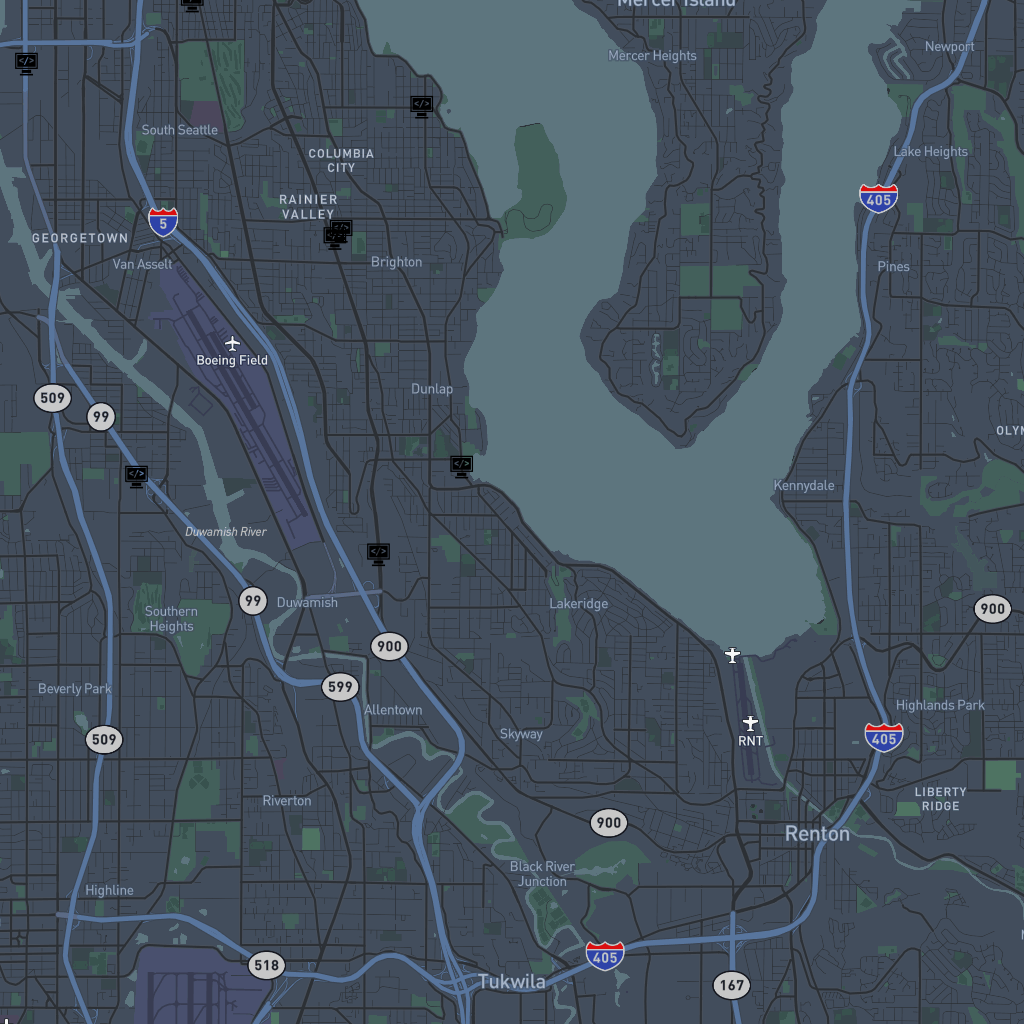 Mercer Island
Mercer Heights
Newport
</>
</>
</>
South Seattle
COLUMBIA
CITY
Lake Heights
405
RAINIER
VALLEY
5
</>
</>
GEORGETOWN
Van Asselt
Brighton
Pines
Boeing Field
Dunlap
509
99
OLYM
</>
</>
Kennydale
Duwamish River
</>
99
Duwamish
Southern
Heights
Lakeridge
900
900
599
Beverly Park
Allentown
Highlands Park
509
Skyway
RNT
405
Riverton
LIBERTY
RIDGE
900
Renton
Black River
Junction
Highline
518
405
Tukwila
167